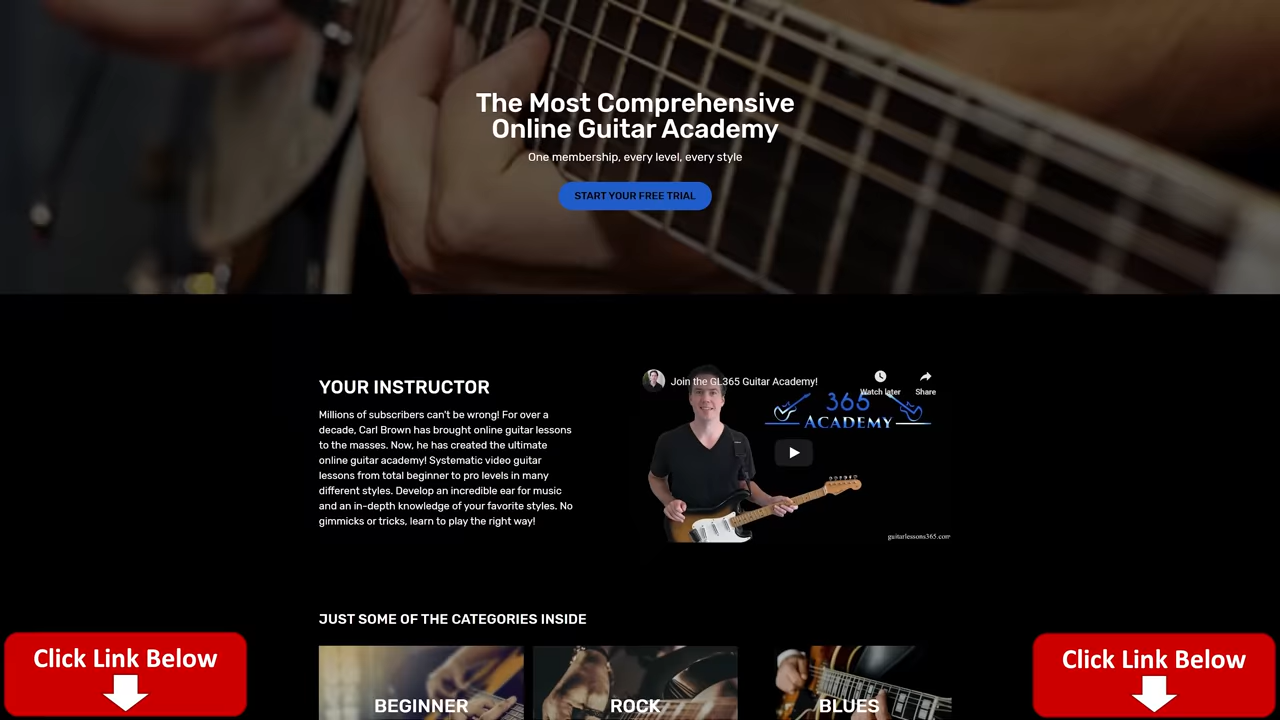 The Most Comprehensive
Online Guitar Academy
One membership, every level, every style
START YOUR FREE TRIAL
YOUR INSTRUCTOR
Millions of subscribers can't be wrong! For over a
decade, Carl Brown has brought online guitar lessons
to the masses. Now, he has created the ultimate
online guitar academy! Systematic video guitar
lessons from total beginner to pro levels in many
different styles. Develop an incredible ear for music
and an in-depth knowledge of your favorite styles. No
gimmicks or tricks, learn to play the right way!
Join the GL365 Guitar Academy!
Watch later
Share
365
ACADEMY
guitarlessons365.com
JUST SOME OF THE CATEGORIES INSIDE
BEGINNER
ROCK
BLUES
Click Link Below
Click Link Below